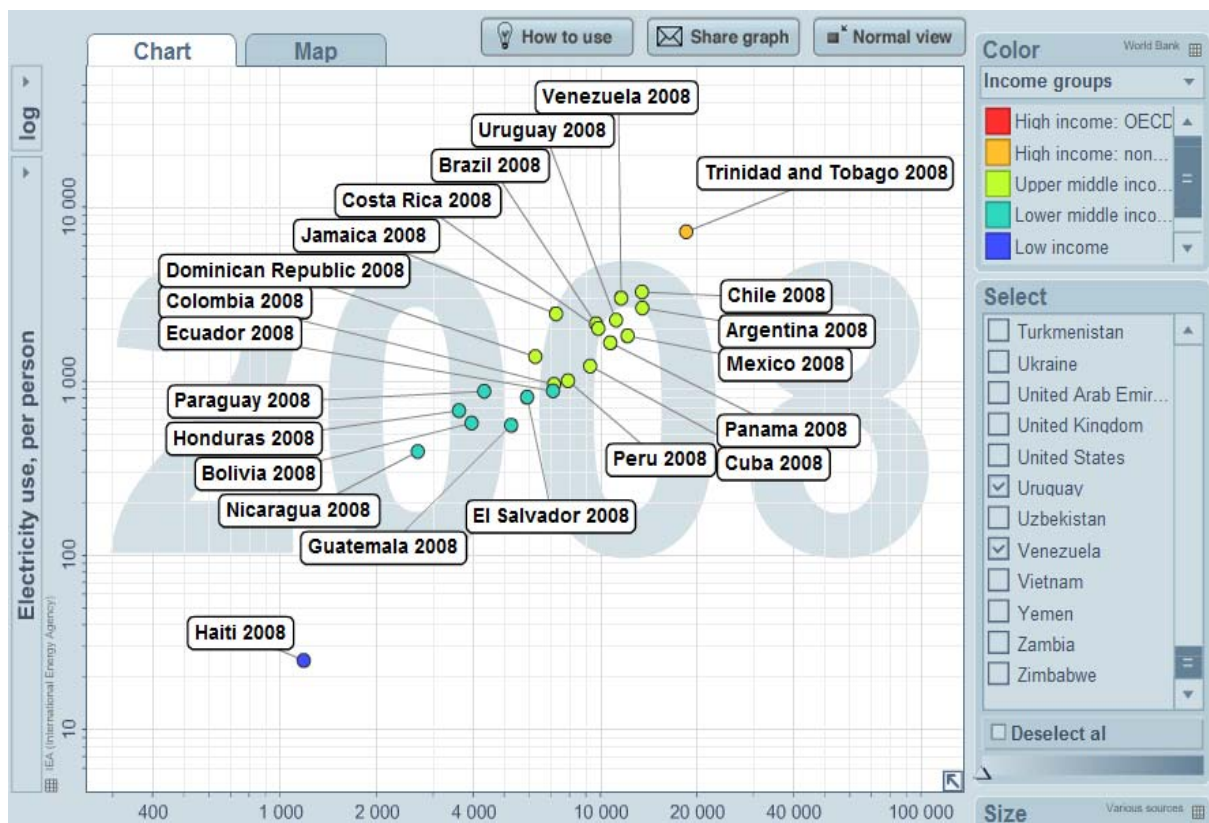 Chart
Map
How to use
Share graph
Normal view
log
Electricity use, per person
IEA (International Energy Agency)
10 000
1 000
100
10
2008
Venezuela 2008
Uruguay 2008
Brazil 2008
Trinidad and Tobago 2008
Costa Rica 2008
Jamaica 2008
Dominican Republic 2008
Colombia 2008
Ecuador 2008
Chile 2008
Argentina 2008
Mexico 2008
Paraguay 2008
Honduras 2008
Bolivia 2008
Nicaragua 2008
Guatemala 2008
El Salvador 2008
Peru 2008
Panama 2008
Cuba 2008
Haiti 2008
400
1 000
2 000
4 000
10 000
20 000
40 000
100 000
Color
World Bank
Income groups
High income: OECD
High income: non...
Upper middle inco...
Lower middle inco...
Low income
Select
Turkmenistan
Ukraine
United Arab Emir...
United Kingdom
United States
Uruguay
Uzbekistan
Venezuela
Vietnam
Yemen
Zambia
Zimbabwe
Deselect al
Size
Various sources